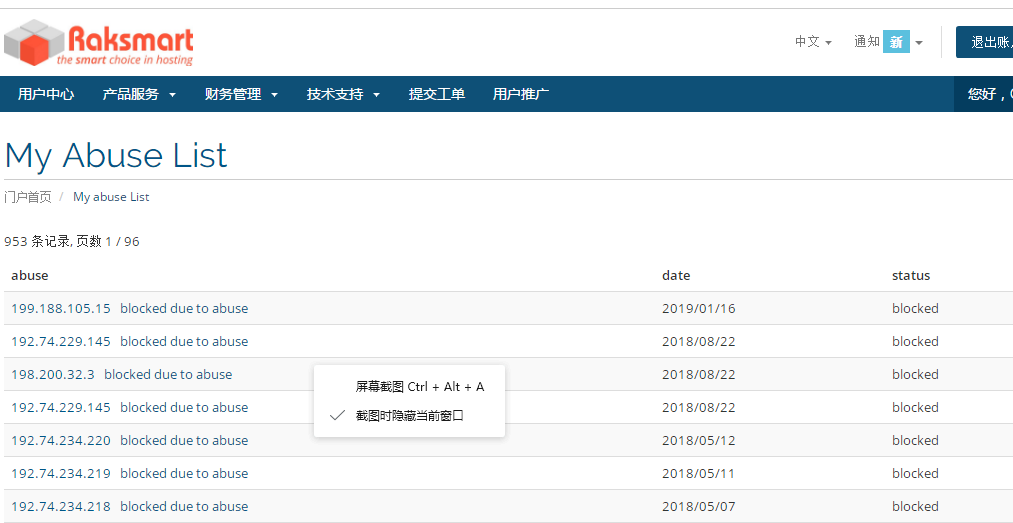 Raksmart
the smart choice in hosting
中文 通知 新 退出账
用户中心 产品服务 财务管理 技术支持 提交工单 用户推广 您好，
My Abuse List
门户首页 / My abuse List
953 条记录, 页数 1 / 96
abuse date status
199.188.105.15 blocked due to abuse 2019/01/16 blocked
192.74.229.145 blocked due to abuse 2018/08/22 blocked
198.200.32.3 blocked due to abuse 2018/08/22 blocked
屏幕截图 Ctrl + Alt + A
192.74.229.145 blocked due to abuse 2018/08/22 blocked
截图时隐藏当前窗口
192.74.234.220 blocked due to abuse 2018/05/12 blocked
192.74.234.219 blocked due to abuse 2018/05/11 blocked
192.74.234.218 blocked due to abuse 2018/05/07 blocked